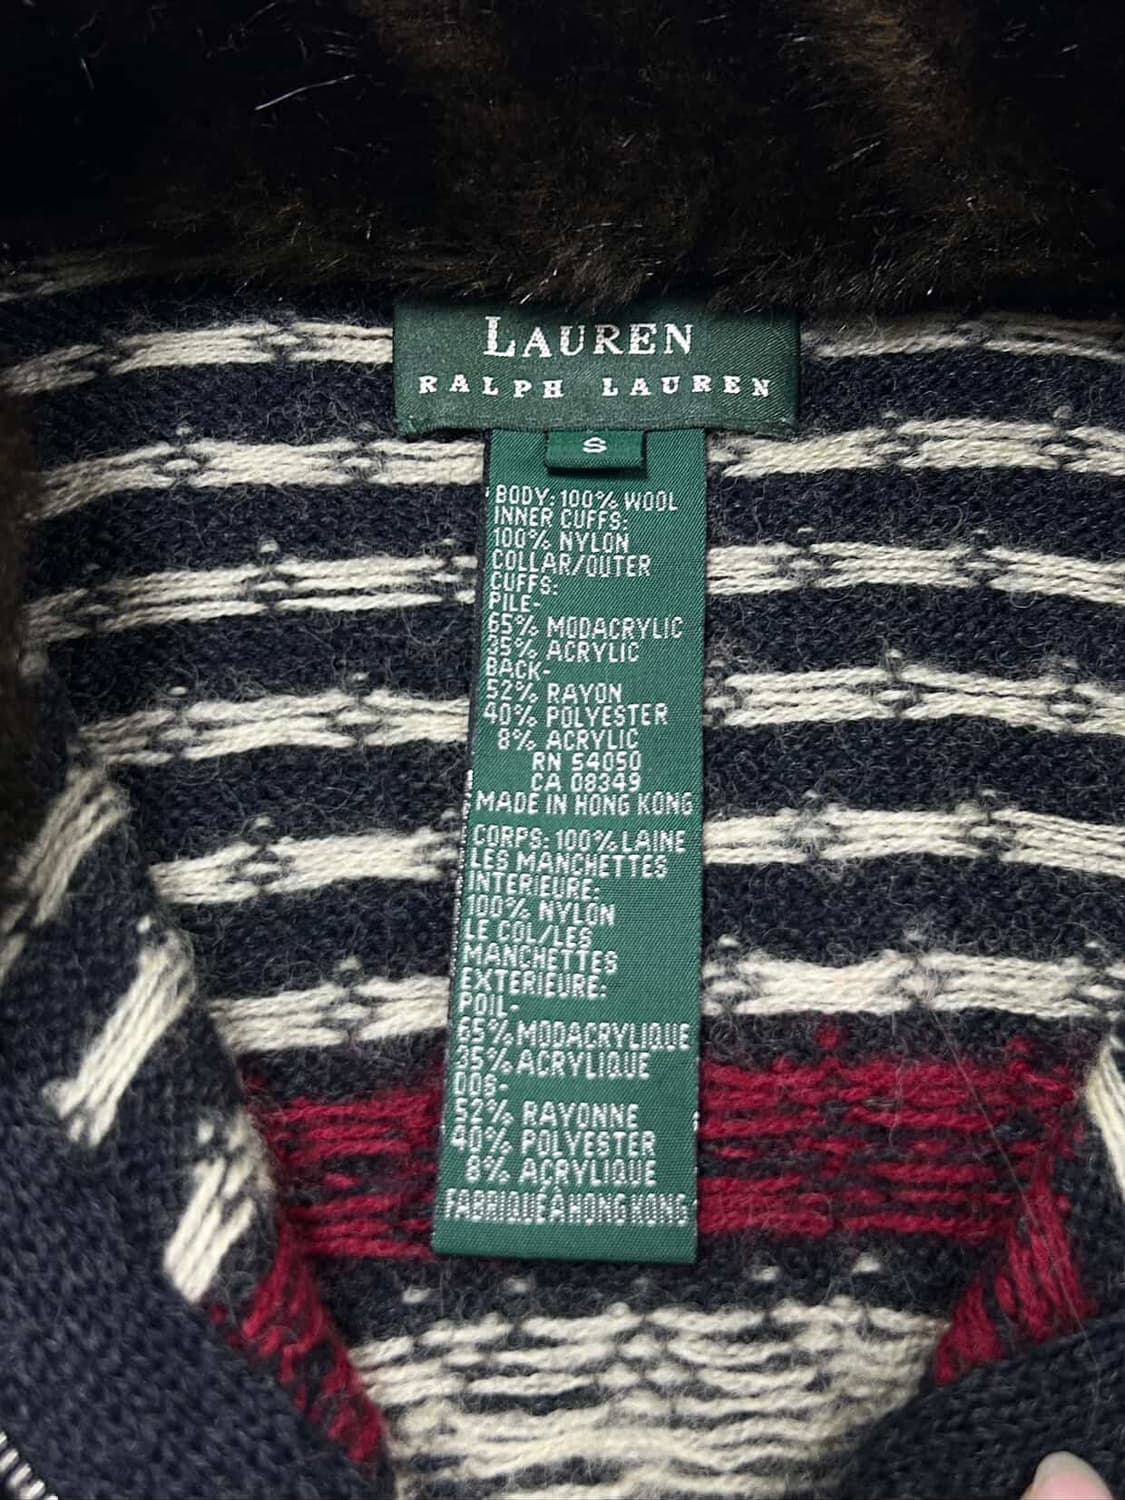 LAUREN
RALPH LAUREN
S
BODY: 100% WOOL
INNER CUFFS:
100% NYLON
COLLAR/OUTER
CUFFS:
PILE-
65% MODACRYLIC
35% ACRYLIC
BACK-
52% RAYON
40% POLYESTER
8% ACRYLIC
RN 54050
CA 08349
MADE IN HONG KONG
CORPS: 100% LAINE
LES MANCHETTES
INTERIEURE:
100% NYLON
LE COL/LES
MANCHETTES
EXTERIEURE:
POIL-
65% MODACRYLIQUE
35% ACRYLIQUE
DOS-
52% RAYONNE
40% POLYESTER
8% ACRYLIQUE
FABRIQUÉ À HONG KONG